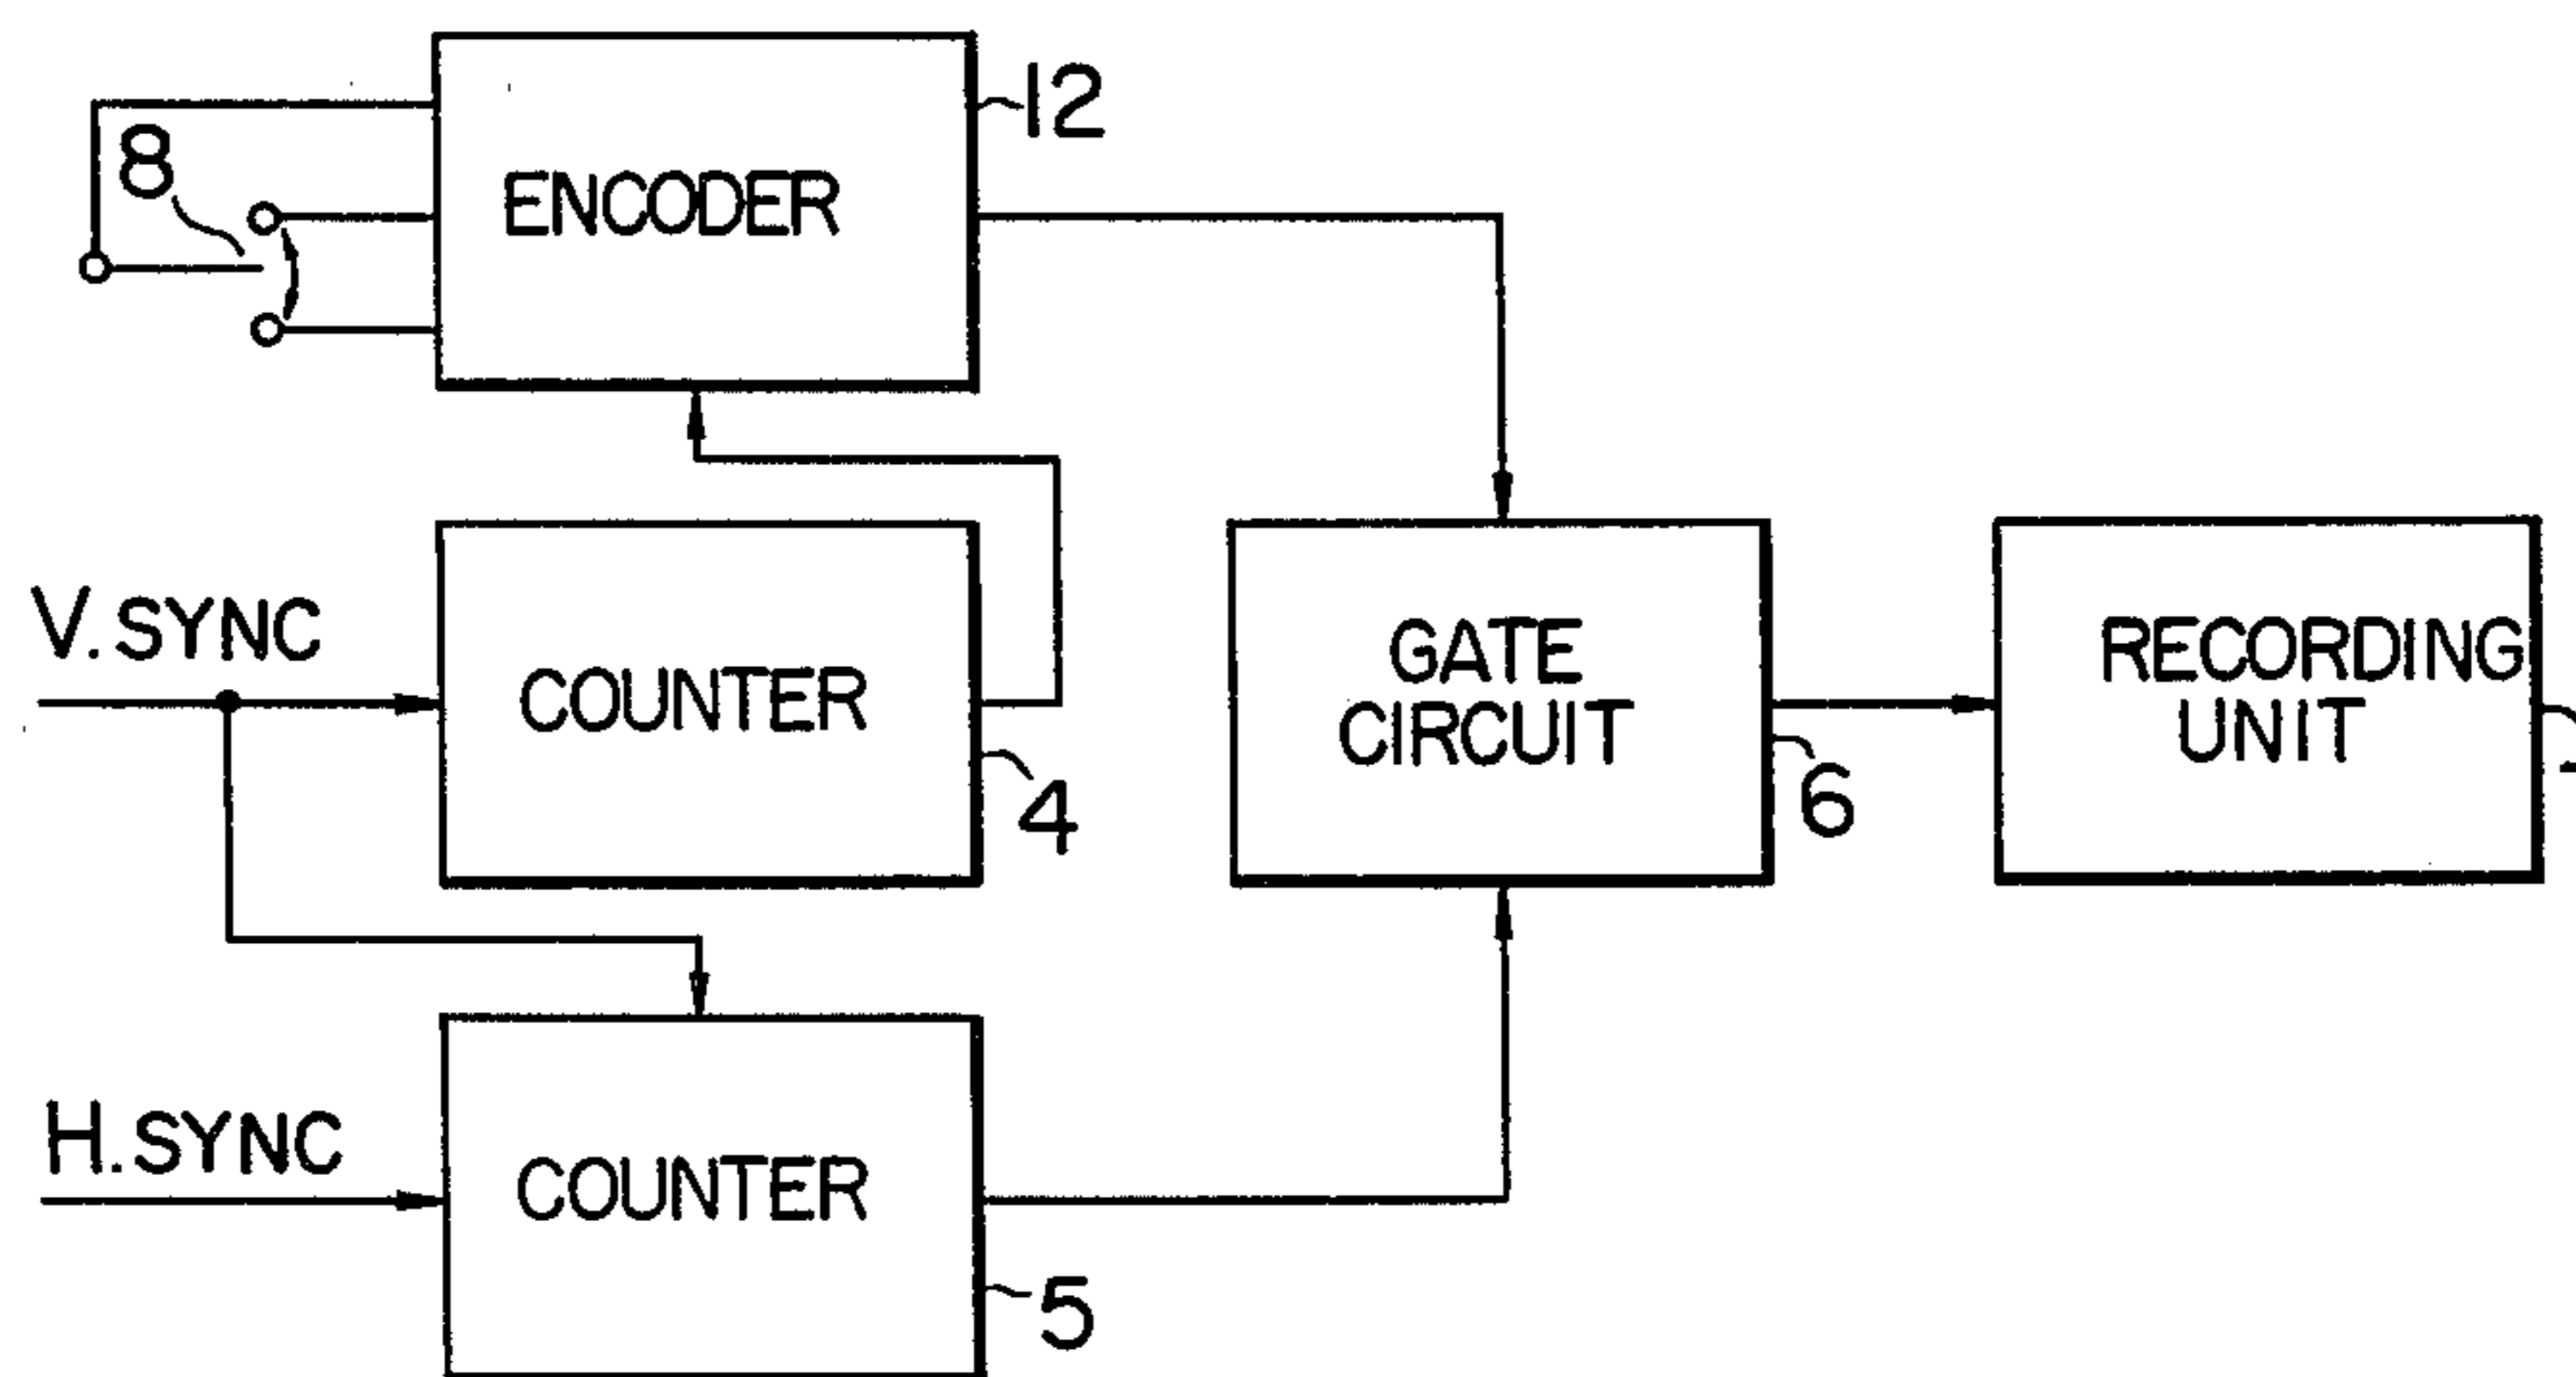 12
8
ENCODER
V. SYNC
COUNTER
4
GATE
CIRCUIT
6
RECORDING
UNIT
H. SYNC
COUNTER
5